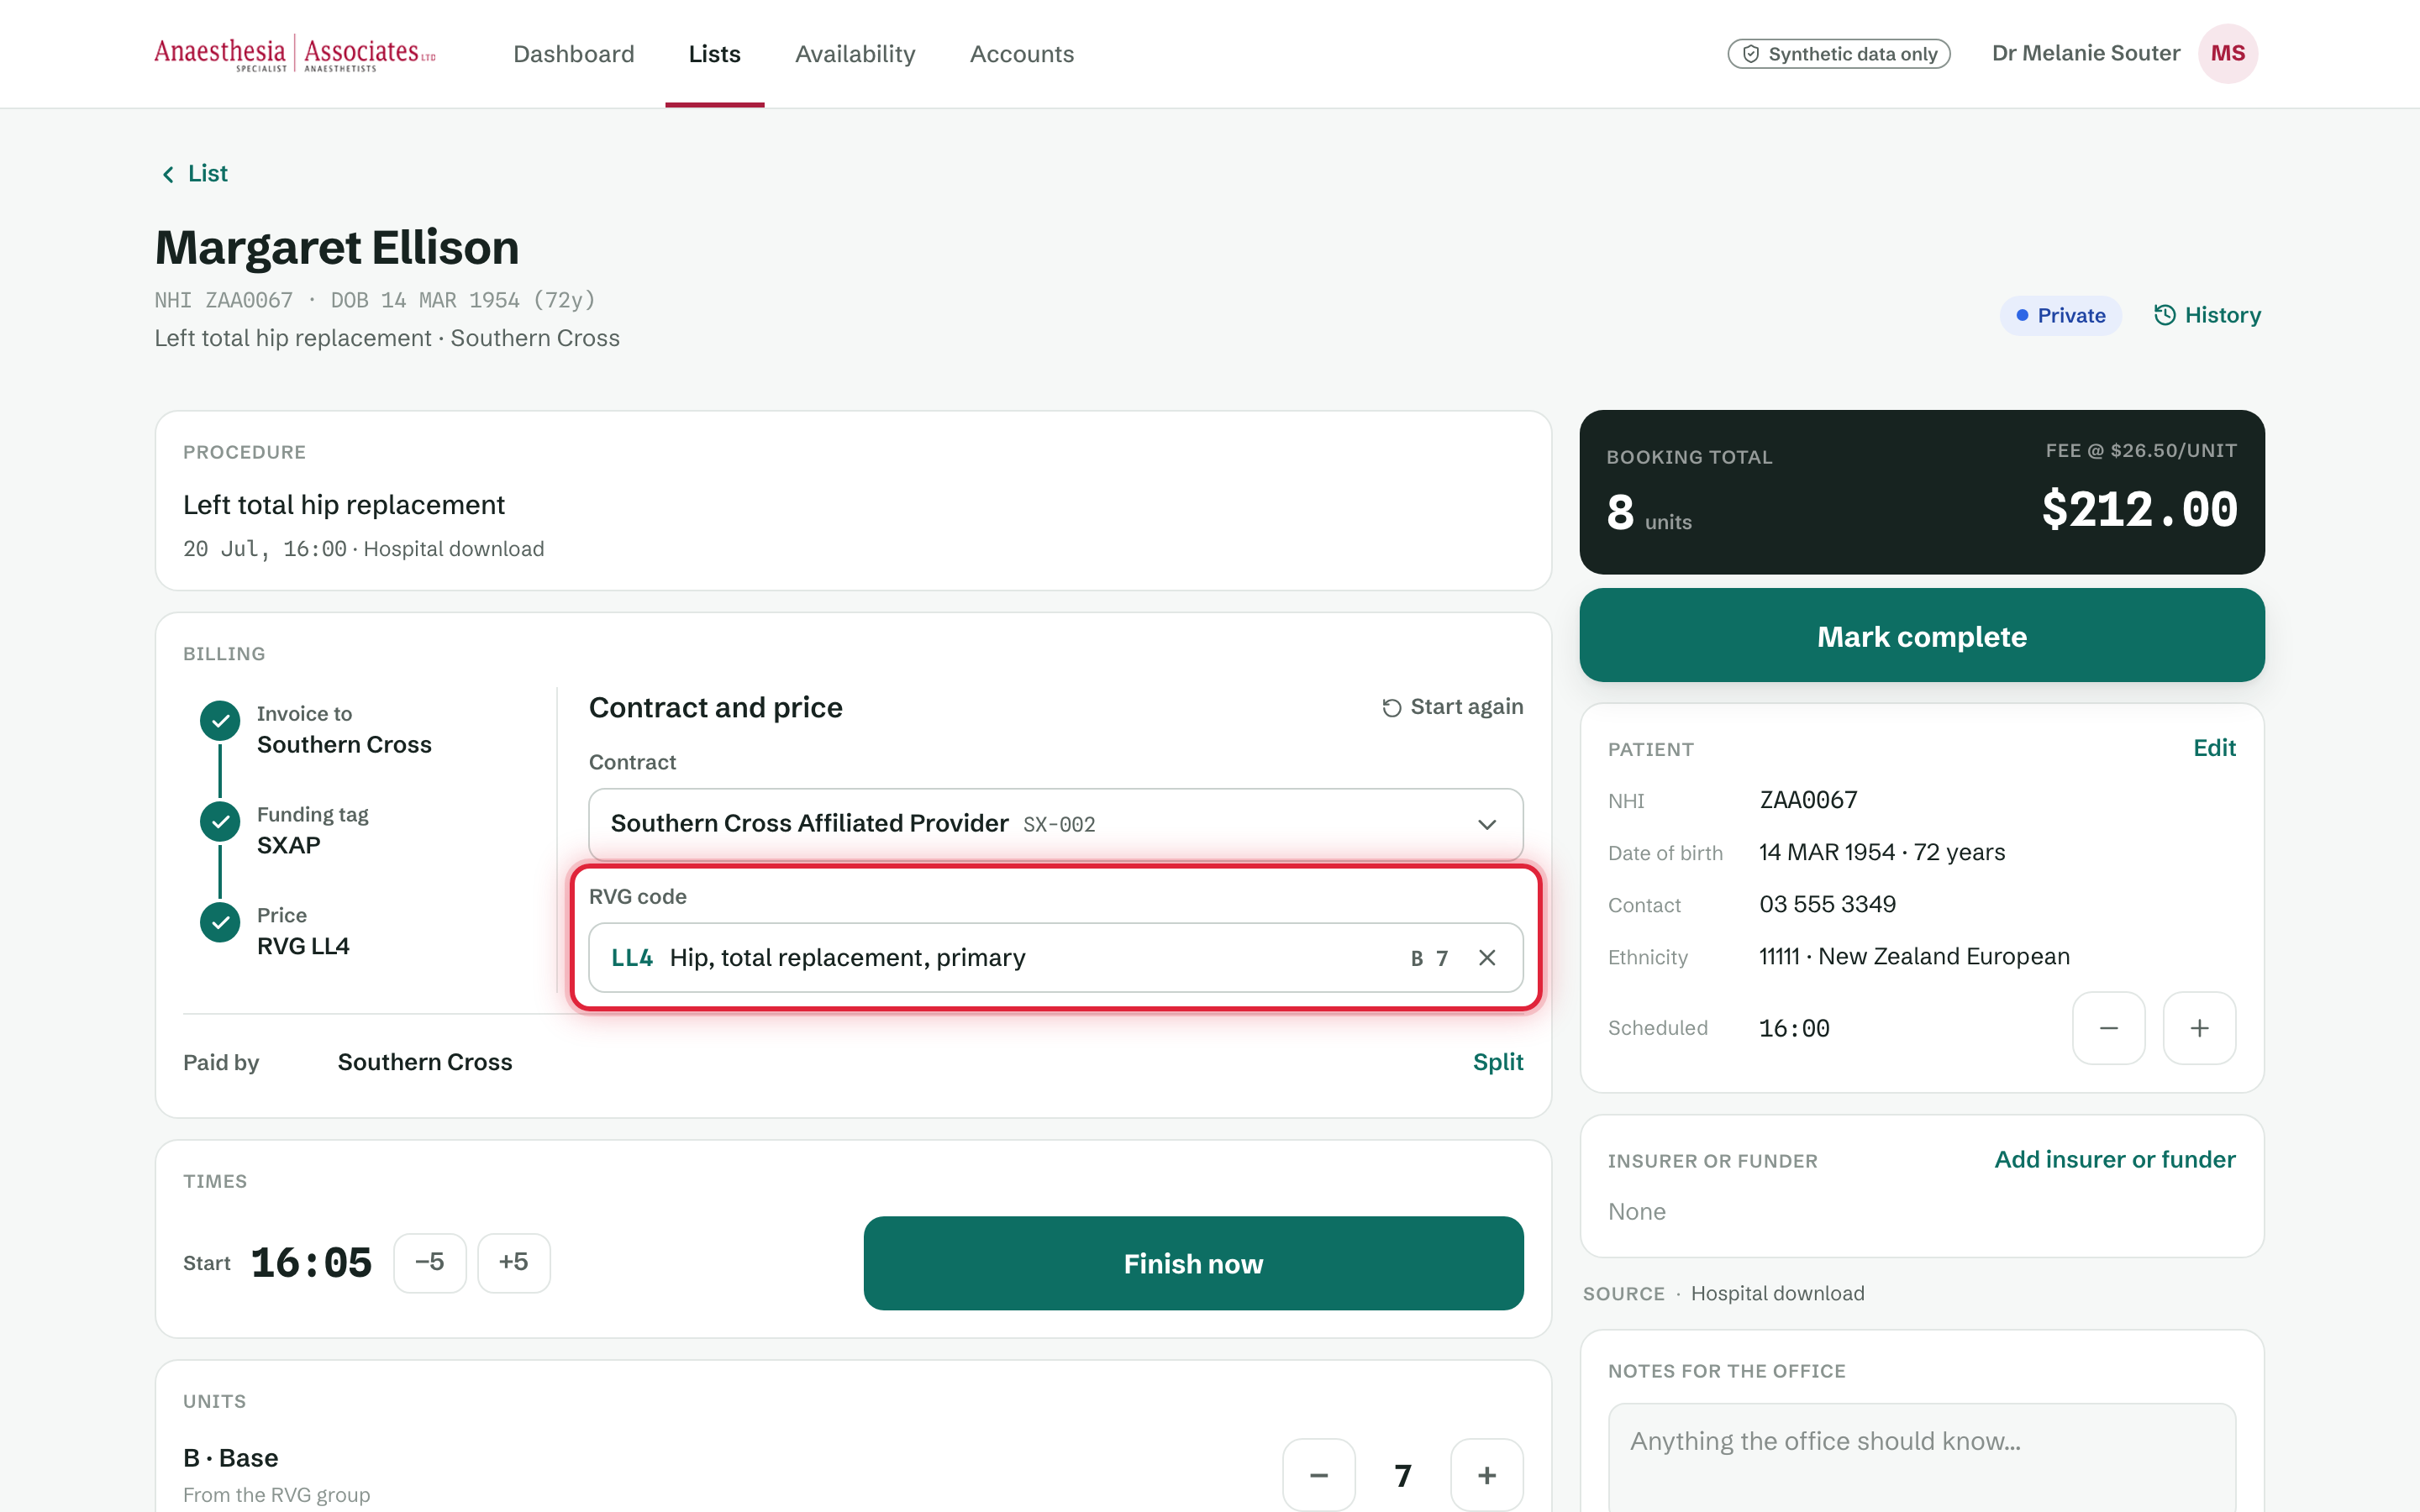 Anaesthesia Associates LTD
SPECIALIST ANAESTHETISTS
Dashboard
Lists
Availability
Accounts
Synthetic data only
Dr Melanie Souter
MS
List
Margaret Ellison
NHI ZAA0067 · DOB 14 MAR 1954 (72y)
Left total hip replacement · Southern Cross
Private
History
PROCEDURE
Left total hip replacement
20 Jul, 16:00 · Hospital download
BILLING
Invoice to
Southern Cross
Funding tag
SXAP
Price
RVG LL4
Contract and price
Start again
Contract
Southern Cross Affiliated Provider SX-002
RVG code
LL4 Hip, total replacement, primary B 7
Paid by Southern Cross Split
TIMES
Start 16:05 −5 +5
Finish now
UNITS
B · Base
From the RVG group
− 7 +
BOOKING TOTAL
8 units
FEE @ $26.50/UNIT
$212.00
Mark complete
PATIENT Edit
NHI ZAA0067
Date of birth 14 MAR 1954 · 72 years
Contact 03 555 3349
Ethnicity 11111 · New Zealand European
Scheduled 16:00 − +
INSURER OR FUNDER Add insurer or funder
None
SOURCE · Hospital download
NOTES FOR THE OFFICE
Anything the office should know...